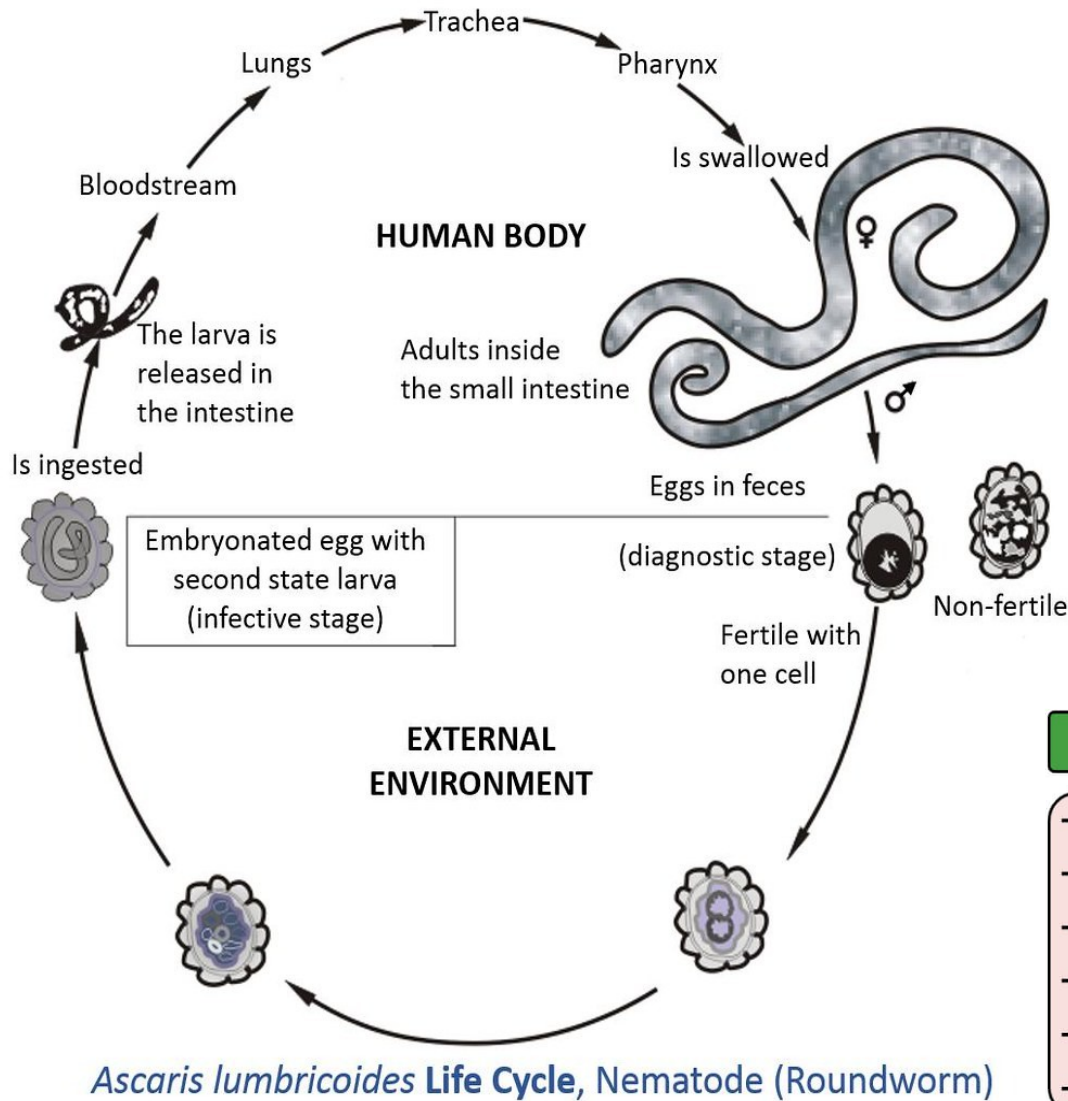 Trachea
Lungs
Pharynx
Is swallowed
Bloodstream
HUMAN BODY
♀
The larva is
released in
the intestine
Adults inside
the small intestine
♂
Is ingested
Eggs in feces
Embryonated egg with
second state larva
(infective stage)
(diagnostic stage)
Non-fertile
Fertile with
one cell
EXTERNAL
ENVIRONMENT
Ascaris lumbricoides Life Cycle, Nematode (Roundworm)